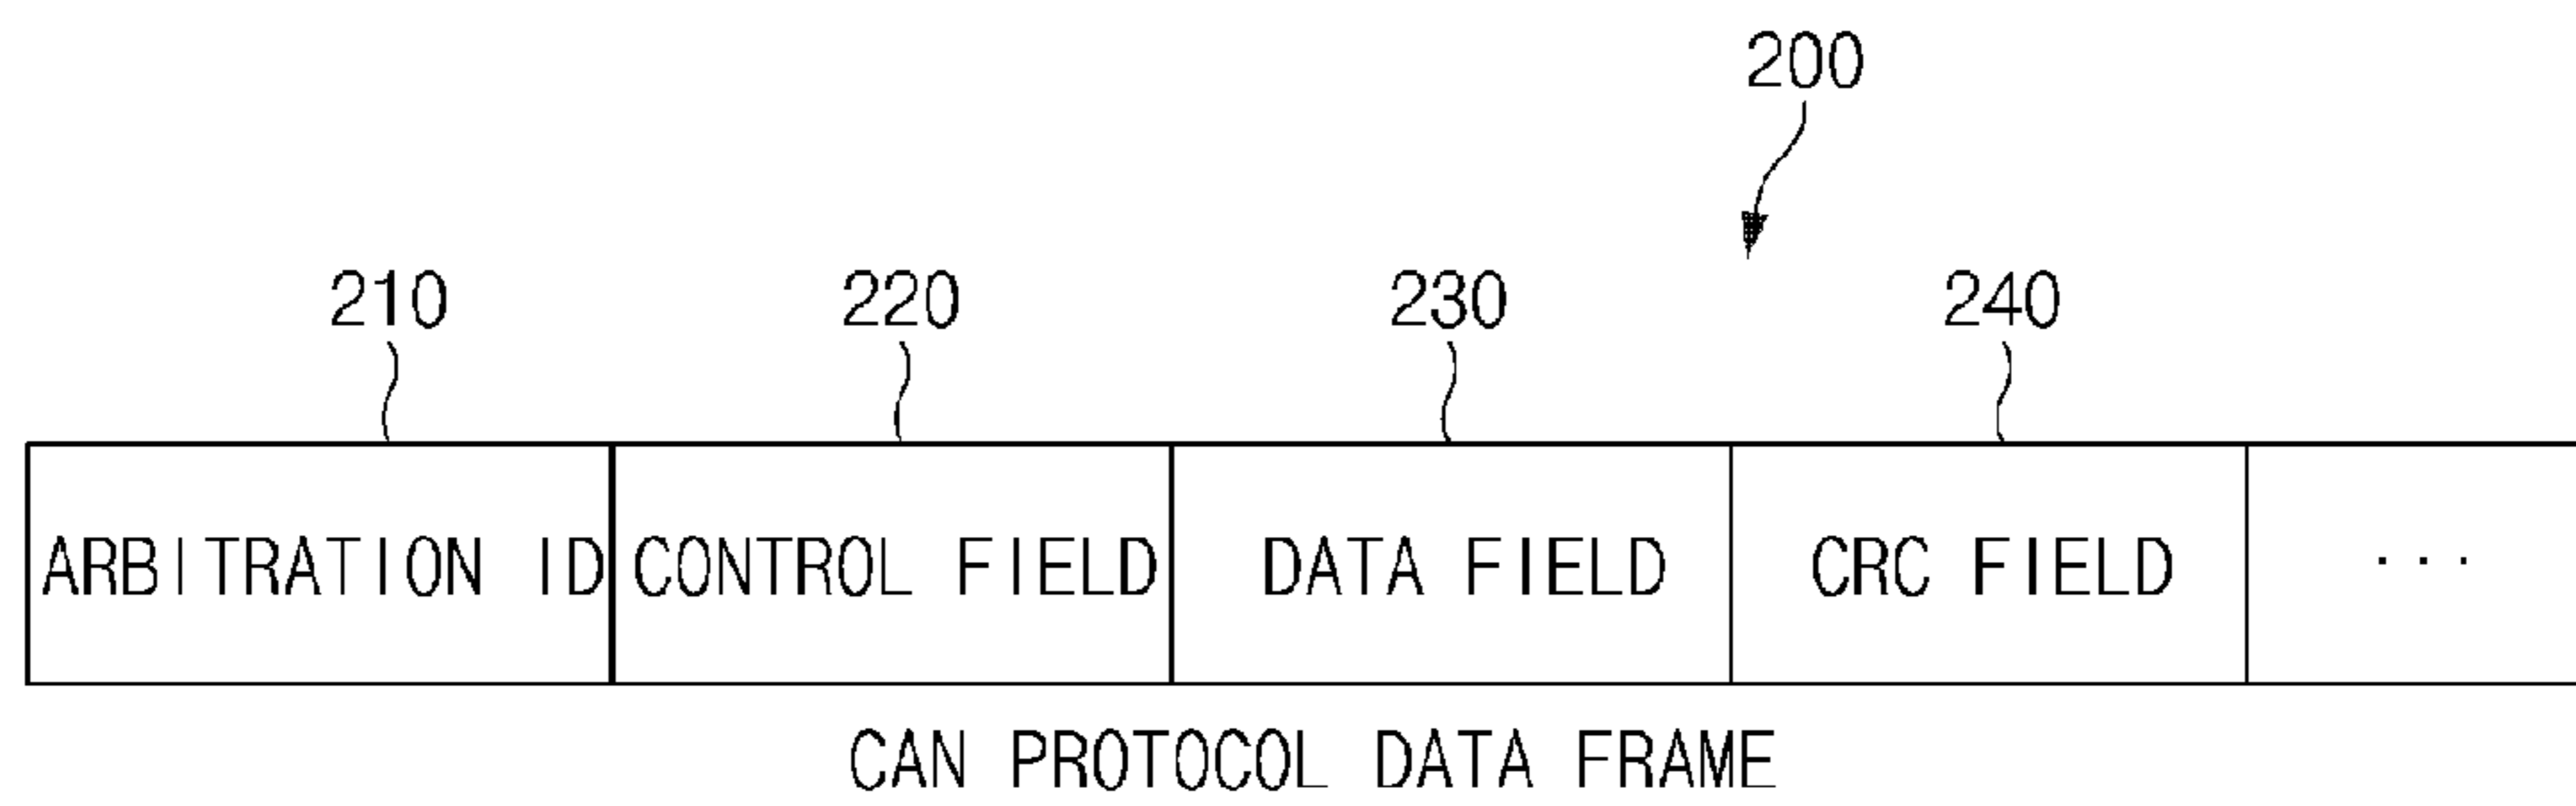 200
210 220 230 240
ARBITRATION ID CONTROL FIELD DATA FIELD CRC FIELD ...
CAN PROTOCOL DATA FRAME